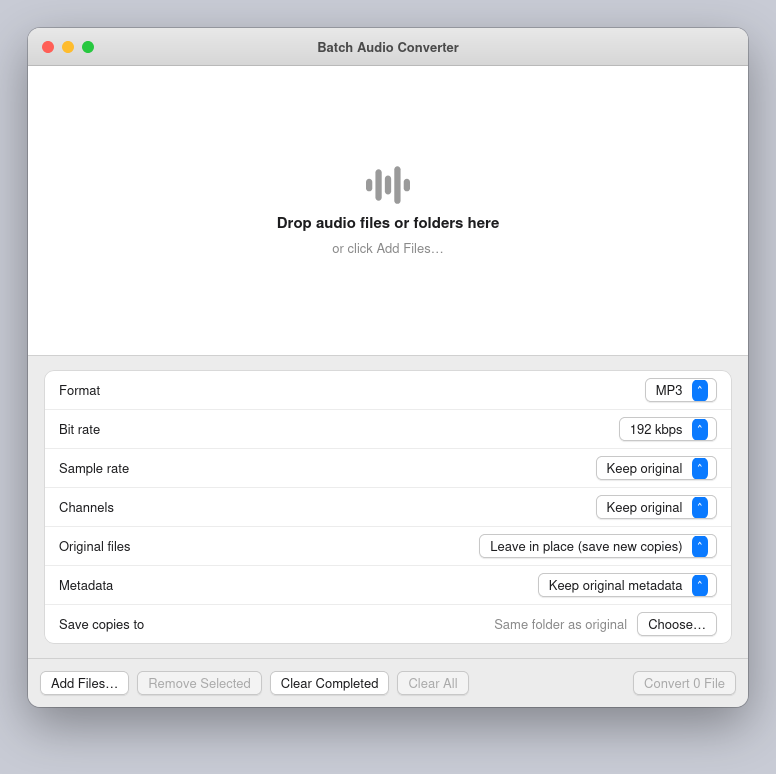 Batch Audio Converter
Drop audio files or folders here
or click Add Files…
Format MP3
Bit rate 192 kbps
Sample rate Keep original
Channels Keep original
Original files Leave in place (save new copies)
Metadata Keep original metadata
Save copies to Same folder as original Choose…
Add Files… Remove Selected Clear Completed Clear All Convert 0 File